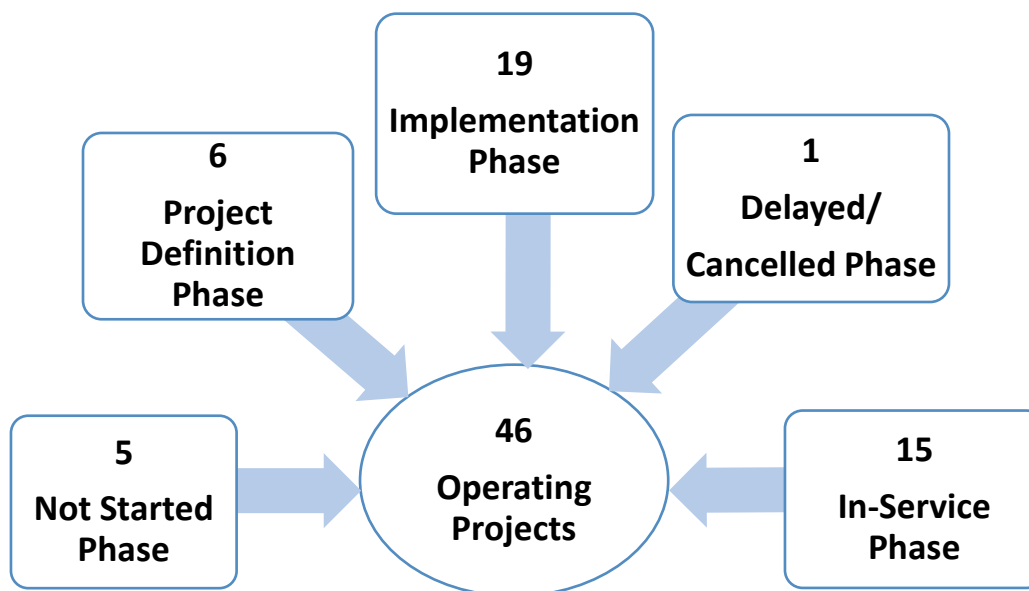 19
Implementation
Phase
6
Project
Definition
Phase
1
Delayed/
Cancelled Phase
5
Not Started
Phase
46
Operating
Projects
15
In-Service
Phase